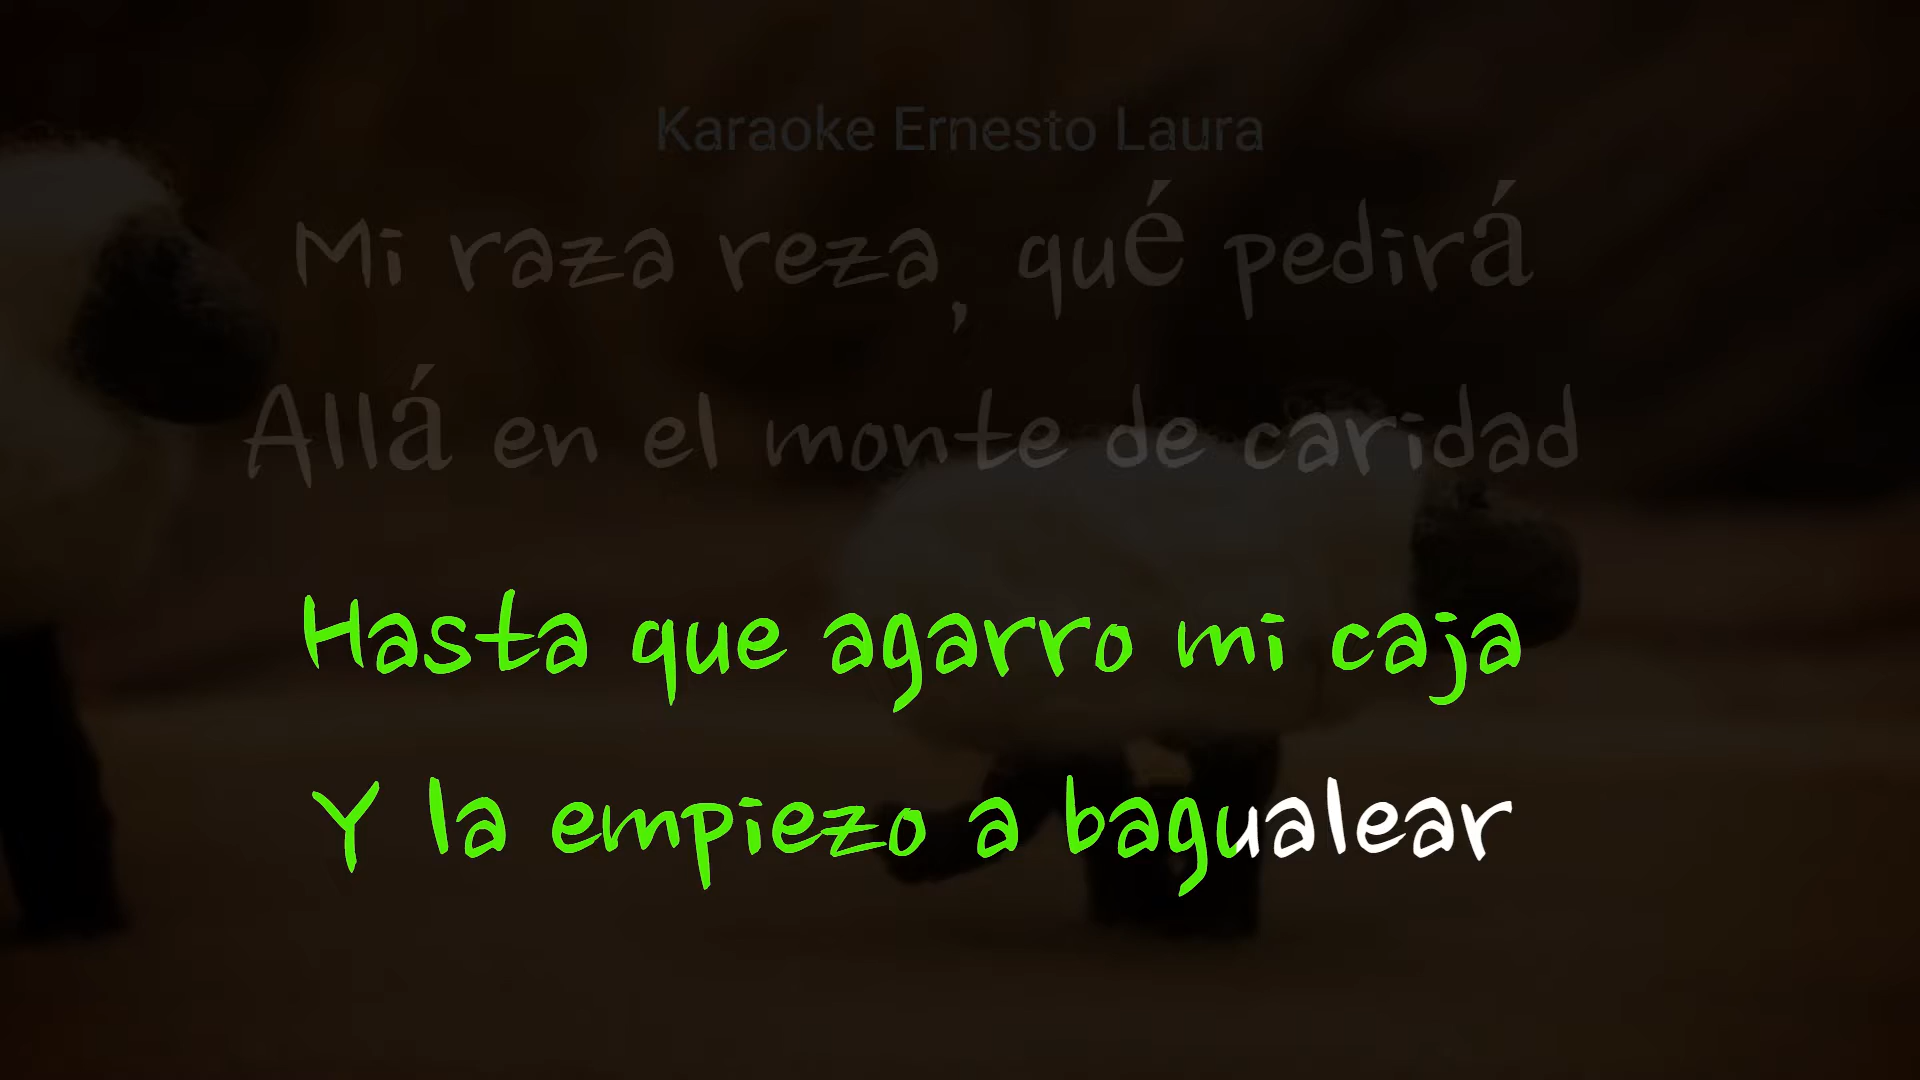 Karaoke Ernesto Laura
Mi raza reza, qué pedirá
Allá en el monte de caridad
Hasta que agarro mi caja
Y la empiezo a bagualear